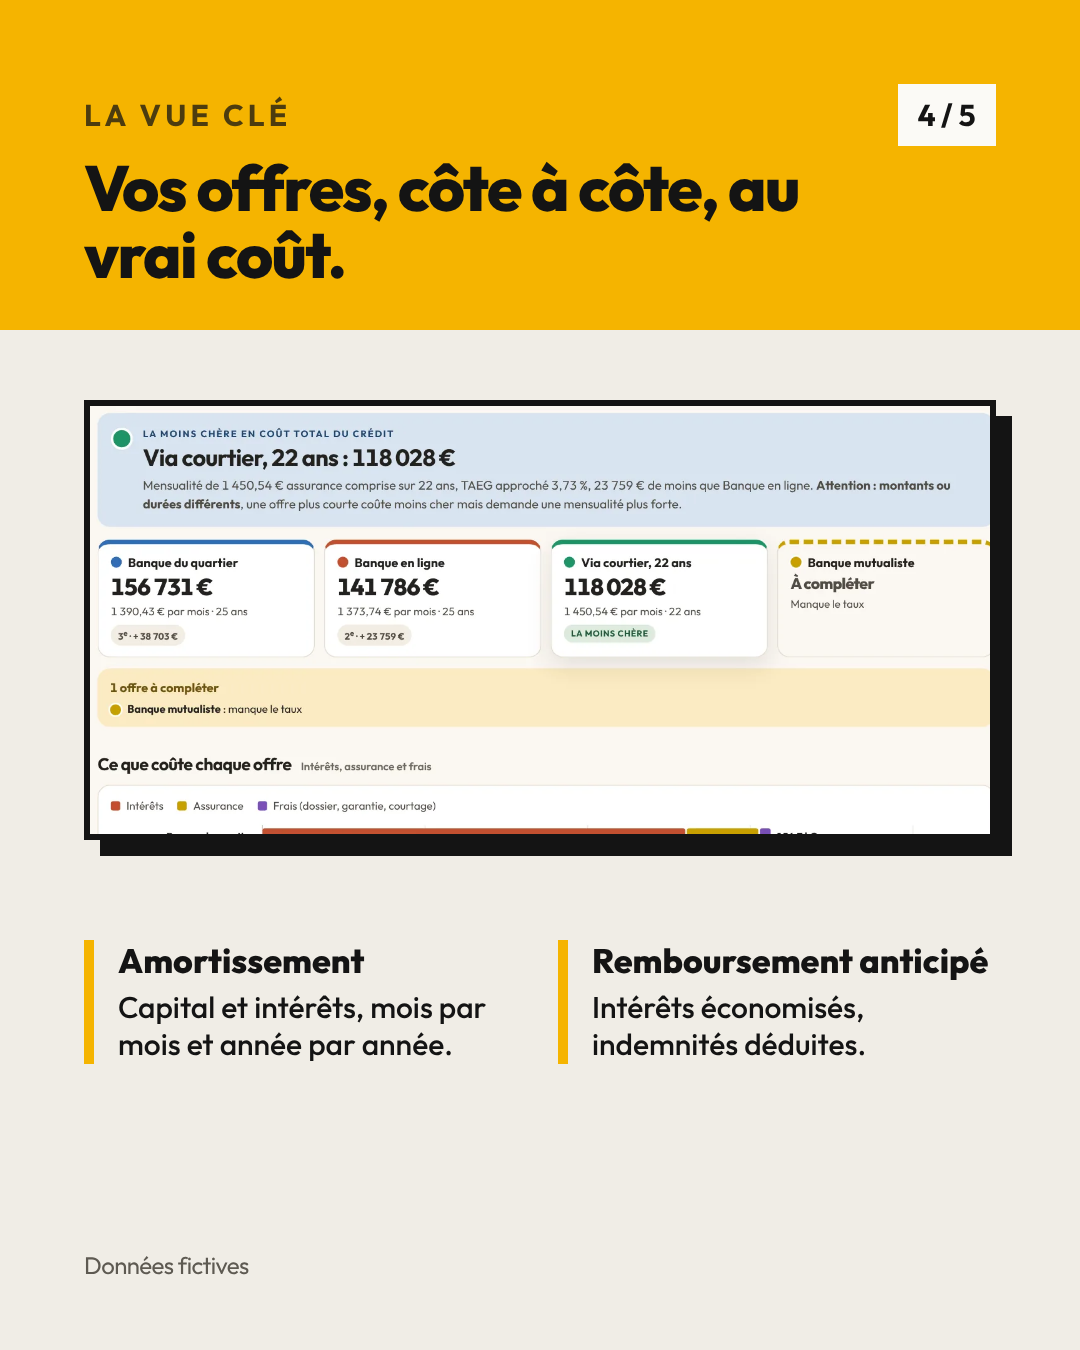 LA VUE CLÉ
4 / 5
Vos offres, côte à côte, au
vrai coût.
LA MOINS CHÈRE EN COÛT TOTAL DU CRÉDIT
Via courtier, 22 ans : 118 028 €
Mensualité de 1 450,54 € assurance comprise sur 22 ans, TAEG approché 3,73 %, 23 759 € de moins que Banque en ligne. Attention : montants ou
durées différents, une offre plus courte coûte moins cher mais demande une mensualité plus forte.
Banque du quartier
156 731 €
1 390,43 € par mois · 25 ans
3e · + 38 703 €
Banque en ligne
141 786 €
1 373,74 € par mois · 25 ans
2e · + 23 759 €
Via courtier, 22 ans
118 028 €
1 450,54 € par mois · 22 ans
LA MOINS CHÈRE
Banque mutualiste
À compléter
Manque le taux
1 offre à compléter
Banque mutualiste : manque le taux
Ce que coûte chaque offre Intérêts, assurance et frais
Intérêts Assurance Frais (dossier, garantie, courtage)
Amortissement
Capital et intérêts, mois par
mois et année par année.
Remboursement anticipé
Intérêts économisés,
indemnités déduites.
Données fictives